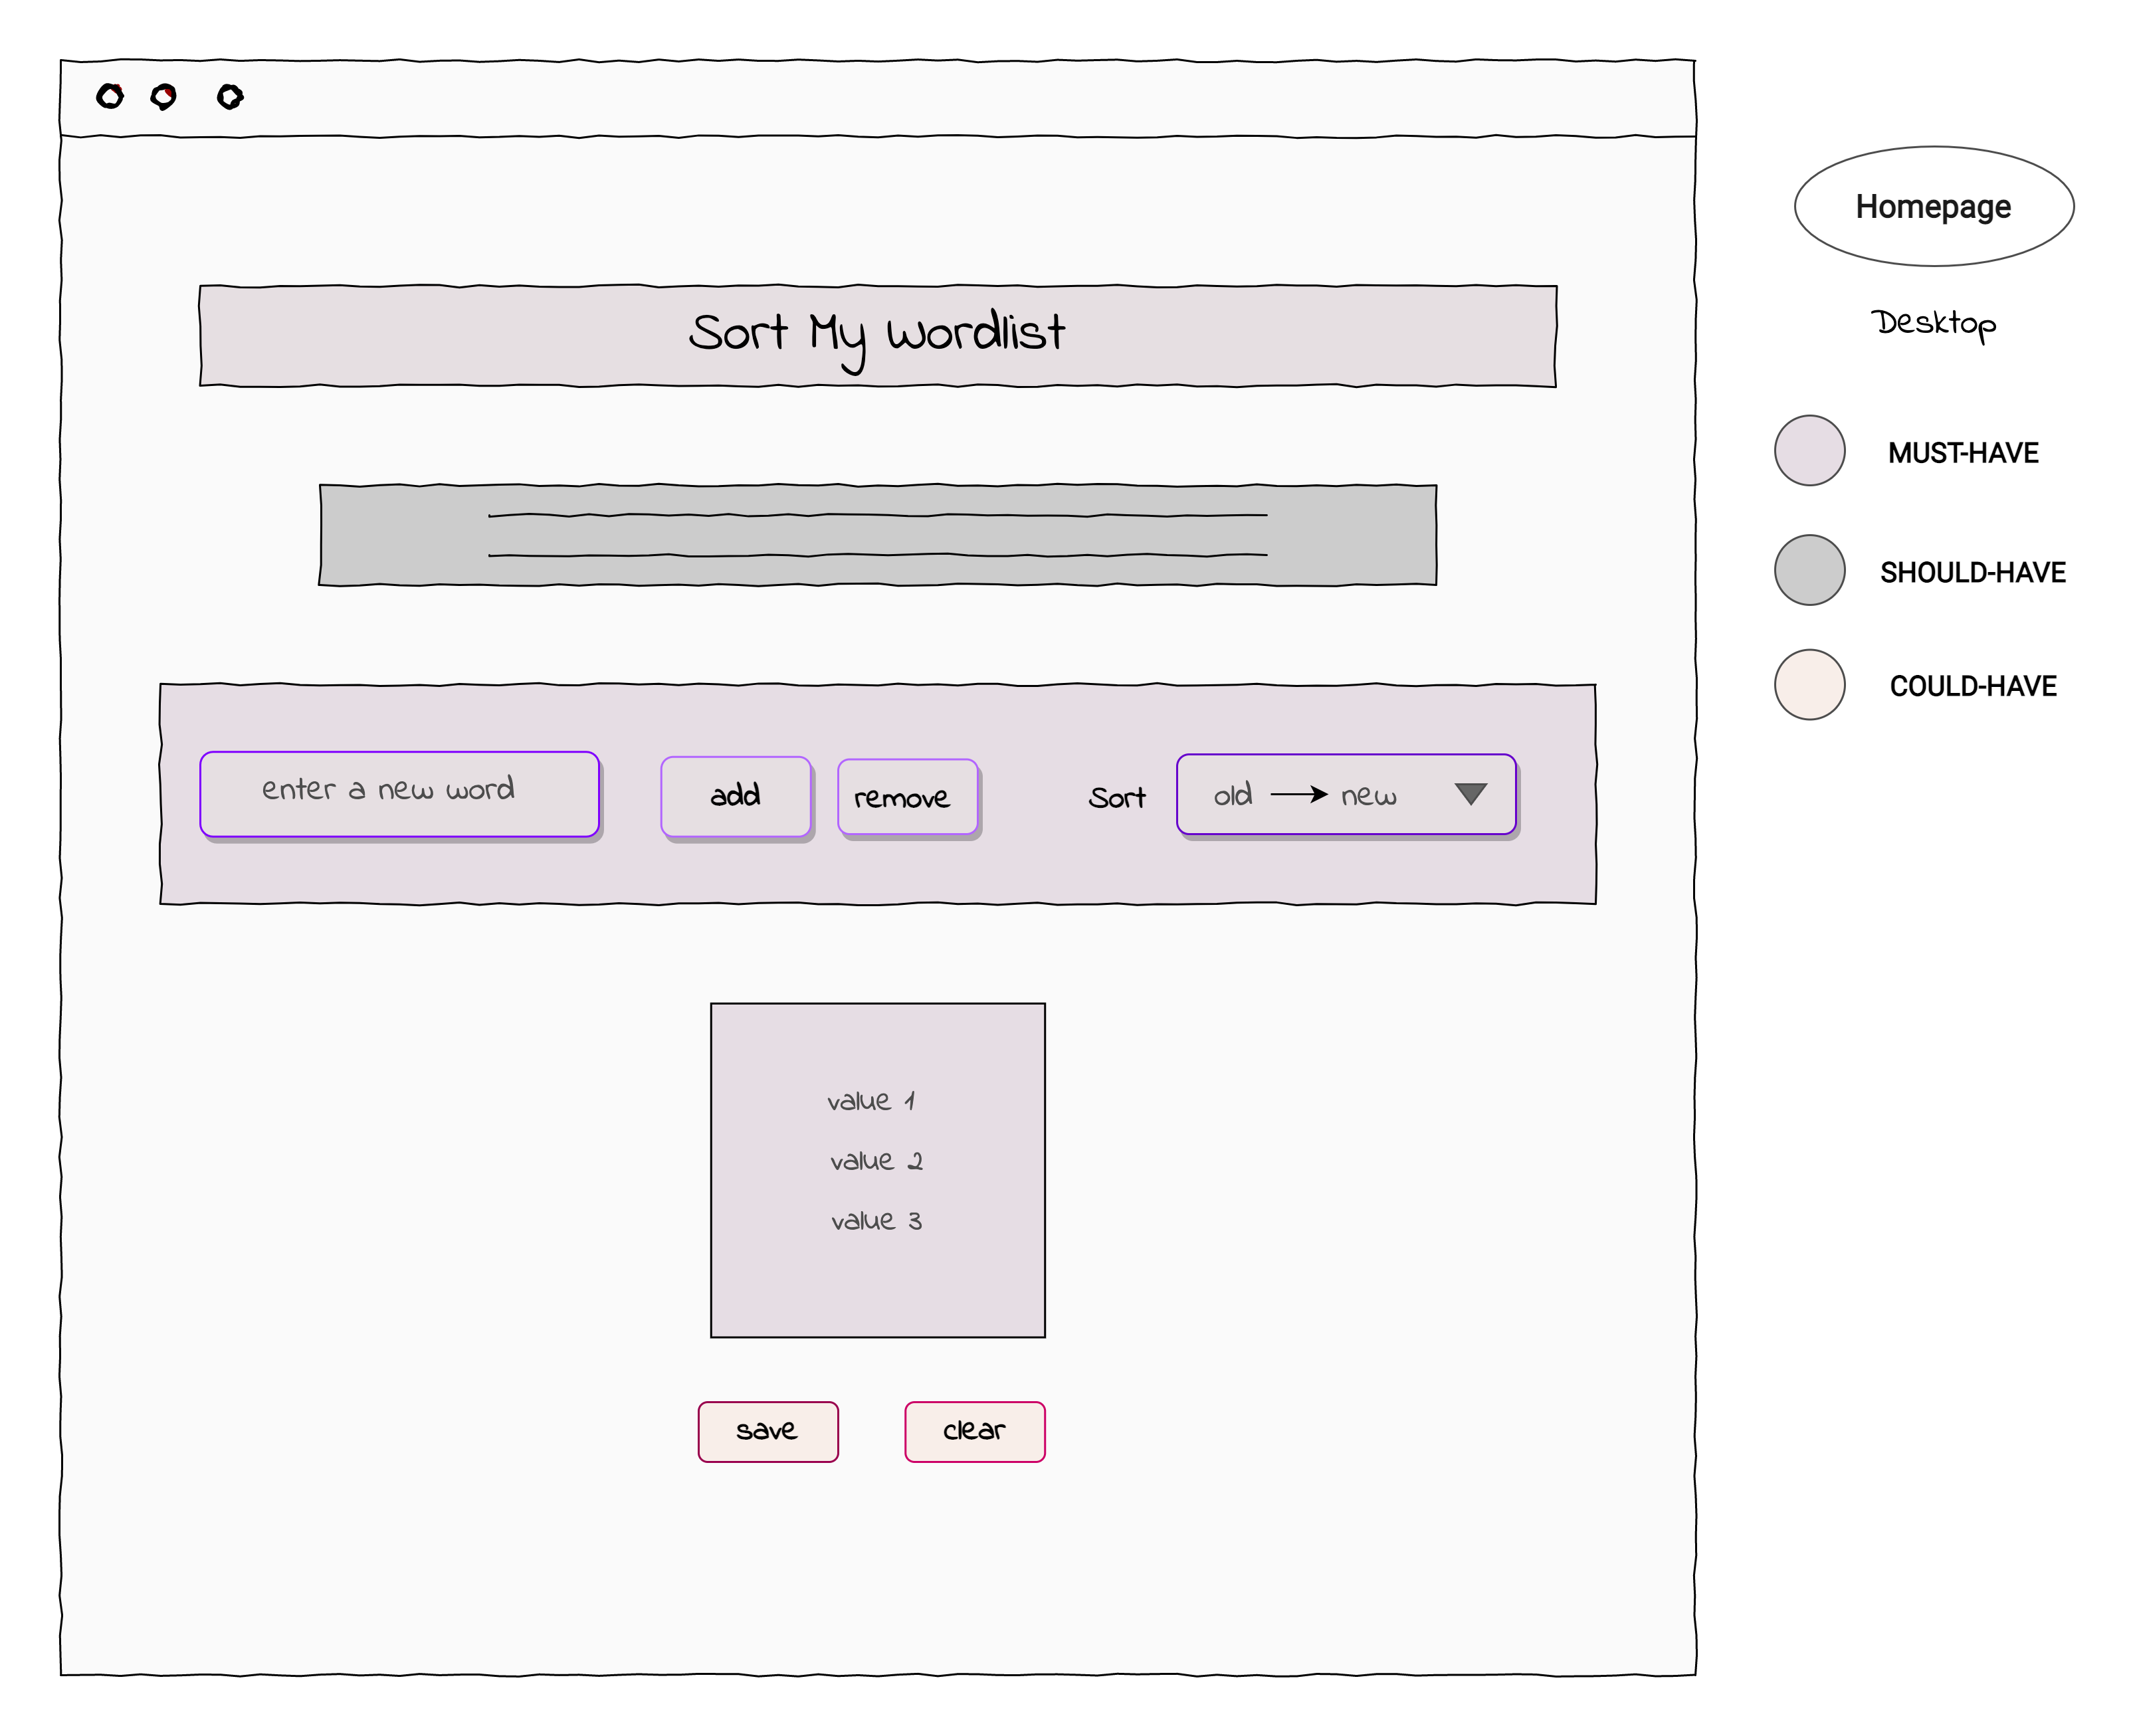 Homepage
Sort My Wordlist
Desktop
MUST-HAVE
SHOULD-HAVE
COULD-HAVE
enter a new word
add
remove
Sort
old → new
value 1
value 2
value 3
save
clear